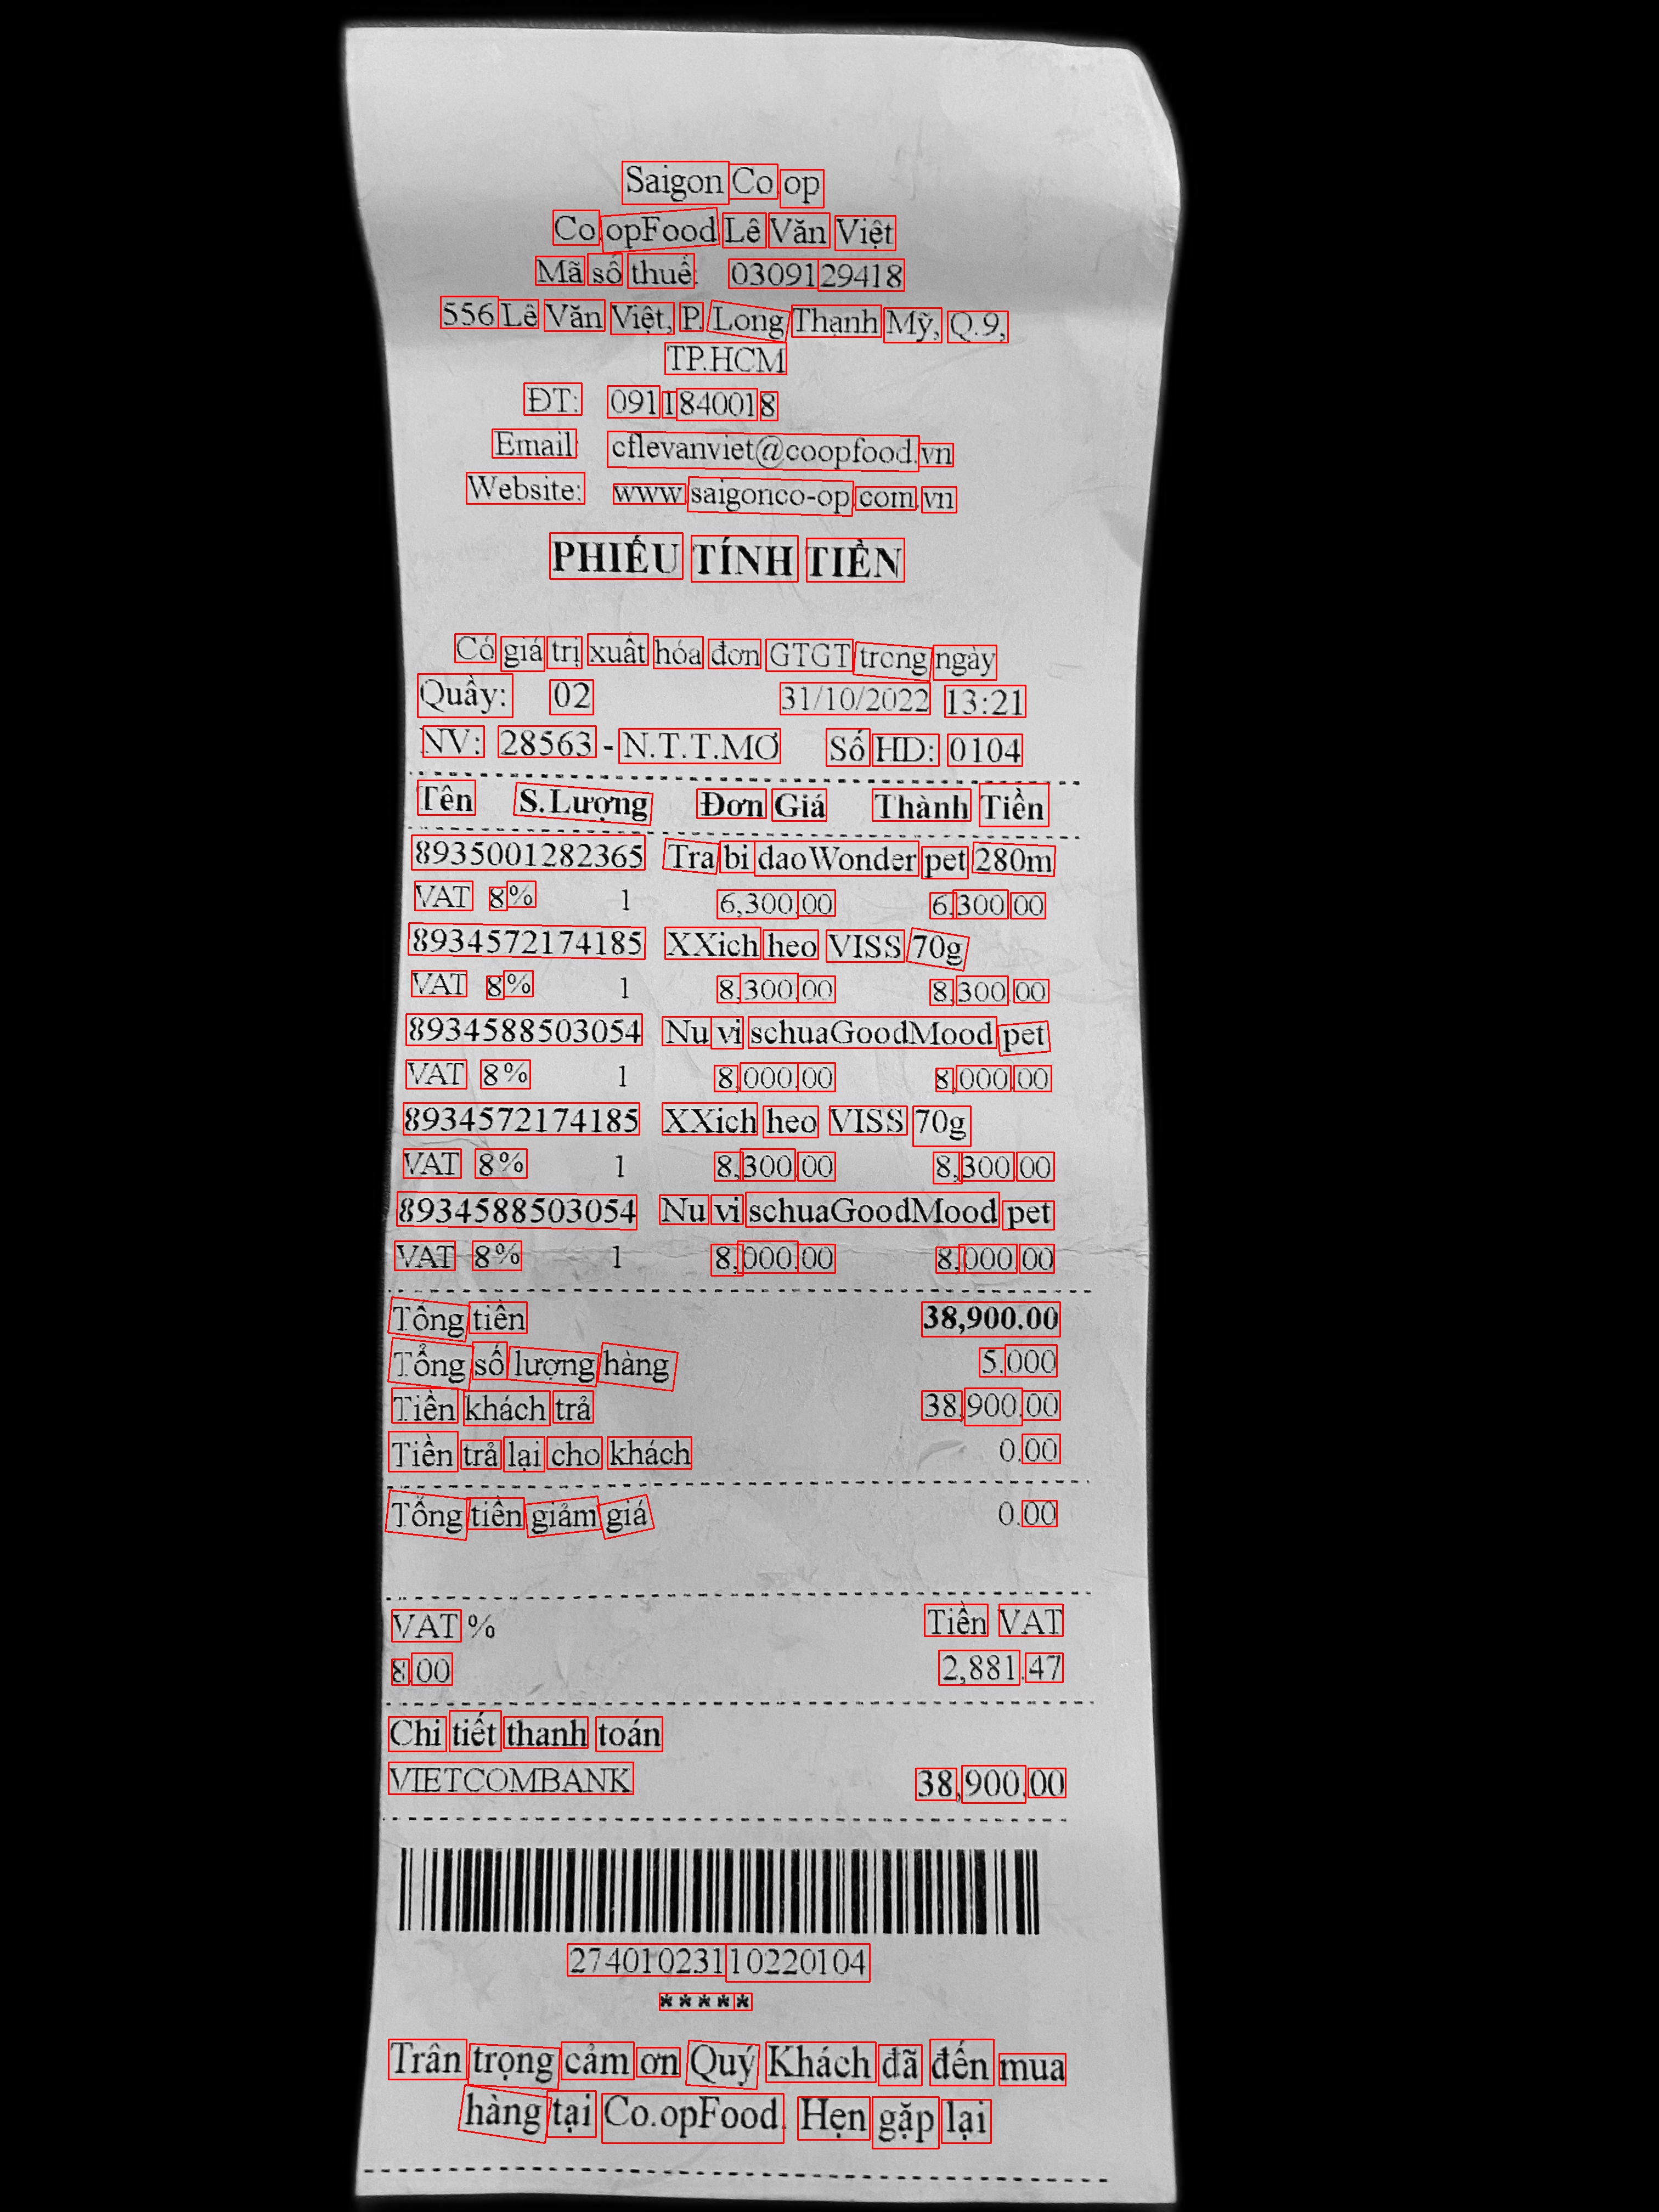 Saigon Co op
Co.opFood Lê Văn Việt
Mã số thuế: 0309129418
556 Lê Văn Việt, P. Long Thạnh Mỹ, Q.9,
TP.HCM
ĐT: 0911840018
Email: cflevanviet@coopfood.vn
Website: www.saigonco-op.com.vn
PHIẾU TÍNH TIỀN
Có giá trị xuất hóa đơn GTGT trong ngày
Quầy: 02 31/10/2022 13:21
NV: 28563 - N.T.T.MƠ Số HD: 0104
Tên S.Lượng Đơn Giá Thành Tiền
8935001282365 Tra bi daoWonder pet 280m
VAT 8% 1 6,300.00 6,300.00
8934572174185 XXich heo VISS 70g
VAT 8% 1 8,300.00 8,300.00
8934588503054 Nu vi schuaGoodMood pet
VAT 8% 1 8,000.00 8,000.00
8934572174185 XXich heo VISS 70g
VAT 8% 1 8,300.00 8,300.00
8934588503054 Nu vi schuaGoodMood pet
VAT 8% 1 8,000.00 8,000.00
Tổng tiền 38,900.00
Tổng số lượng hàng 5.000
Tiền khách trả 38,900.00
Tiền trả lại cho khách 0.00
Tổng tiền giảm giá 0.00
VAT % Tiền VAT
8.00 2,881.47
Chi tiết thanh toán
VIETCOMBANK 38,900.00
27401023110220104
*****
Trân trọng cảm ơn Quý Khách đã đến mua
hàng tại Co.opFood. Hẹn gặp lại